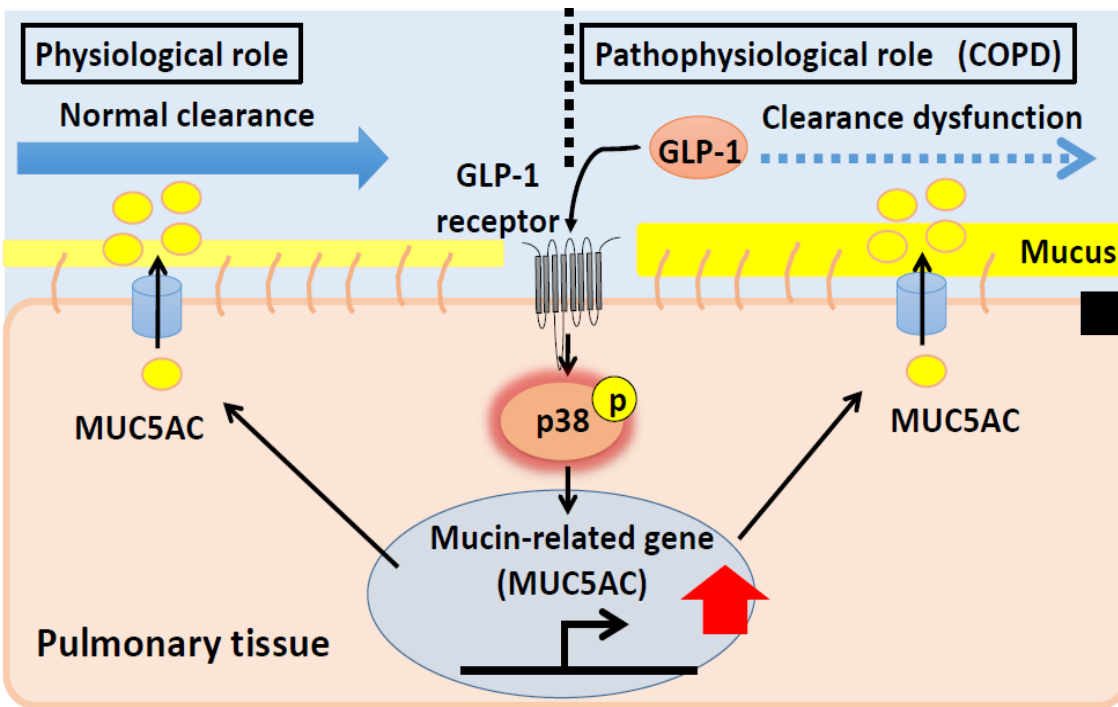 Physiological role
Pathophysiological role (COPD)
Normal clearance
Clearance dysfunction
GLP-1
GLP-1
receptor
Mucus
MUC5AC
p38
p
MUC5AC
Mucin-related gene
(MUC5AC)
Pulmonary tissue